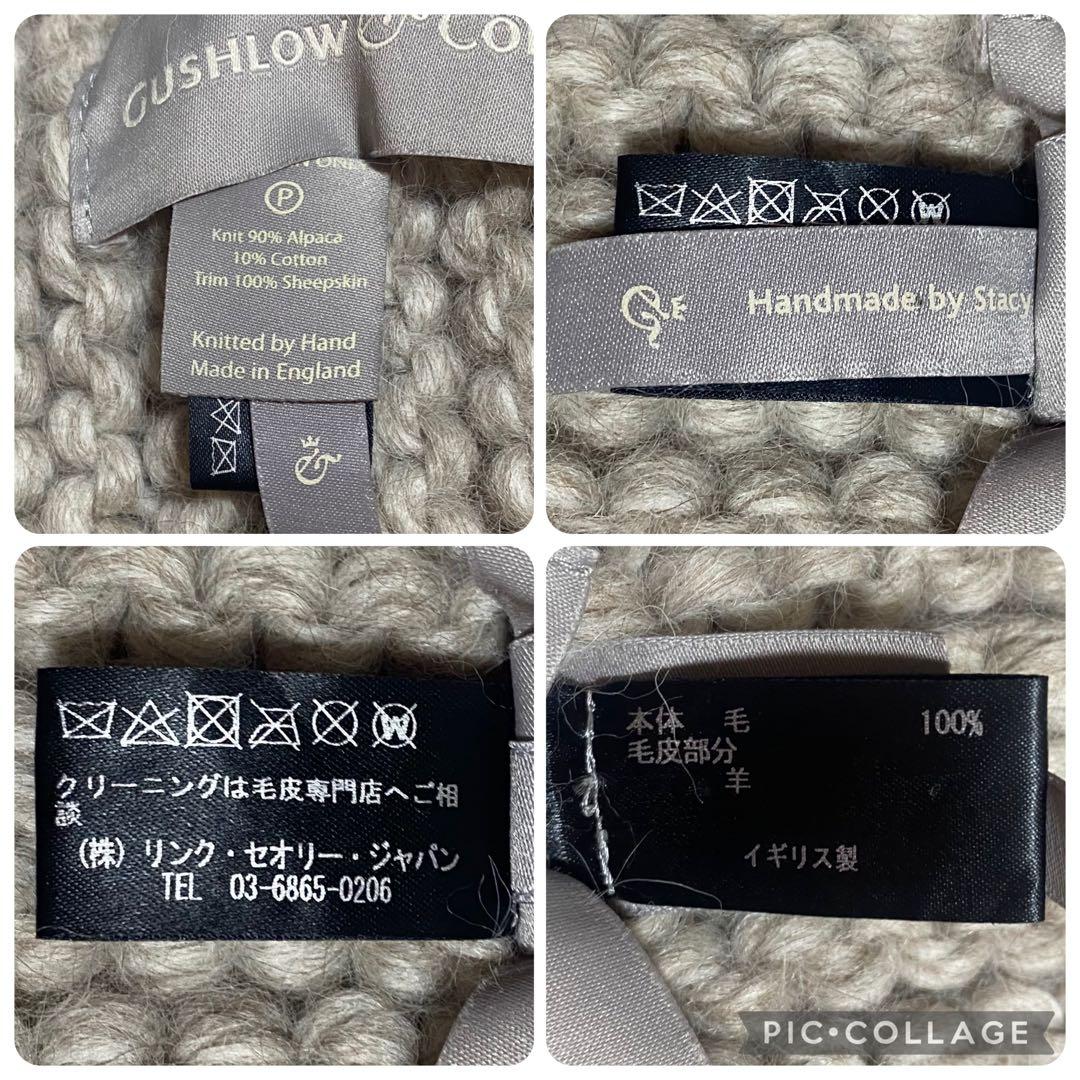 GUSHLOW & CO
P
Knit 90% Alpaca
10% Cotton
Trim 100% Sheepskin
Knitted by Hand
Made in England
Handmade by Stacy
W
クリーニングは毛皮専門店へご相
談
(株) リンク・セオリー・ジャパン
TEL 03-6865-0206
本体 毛 100%
毛皮部分
羊
イギリス製
PIC•COLLAGE